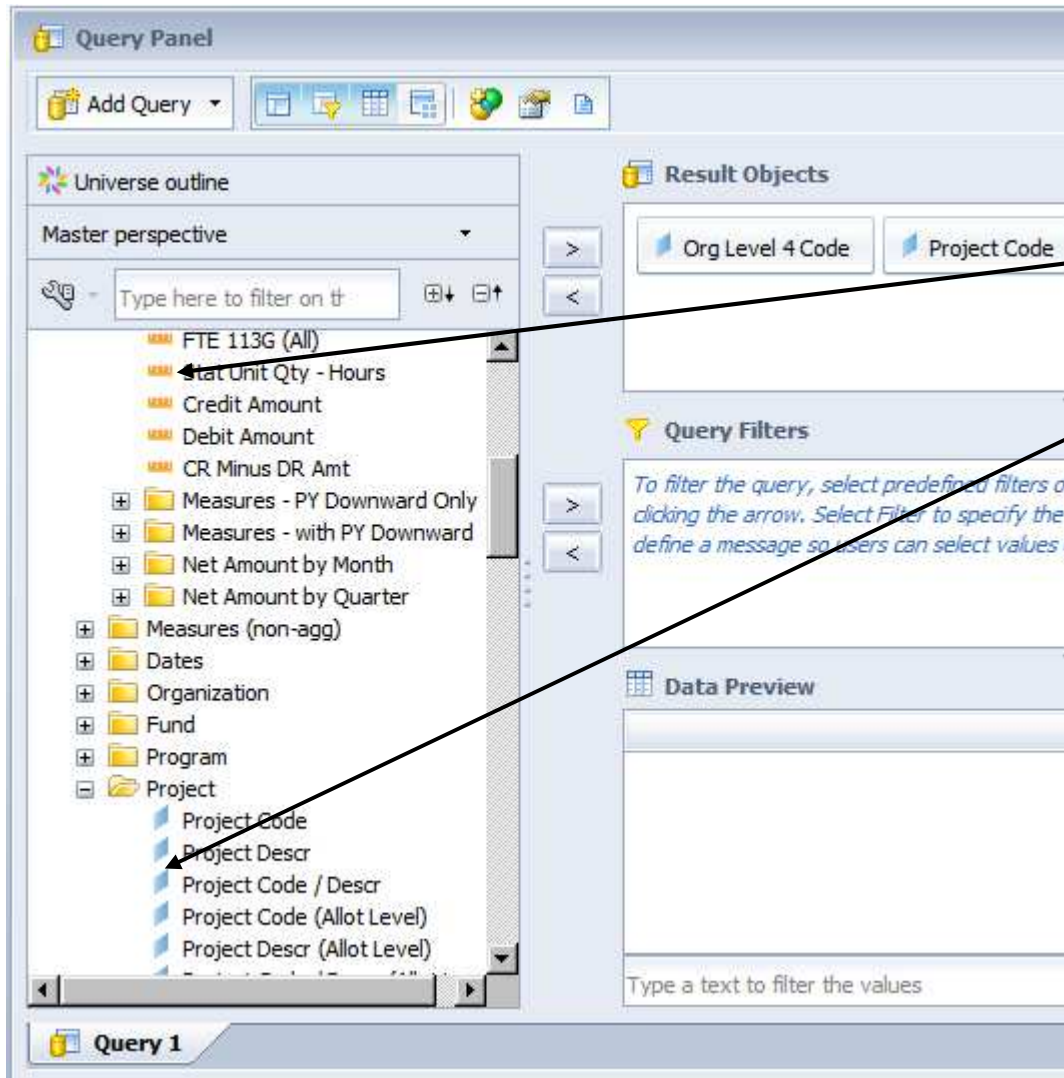 Query Panel
Add Query
Universe outline
Master perspective
Type here to filter on th
FTE 113G (All)
Stat Unit Qty - Hours
Credit Amount
Debit Amount
CR Minus DR Amt
Measures - PY Downward Only
Measures - with PY Downward
Net Amount by Month
Net Amount by Quarter
Measures (non-agg)
Dates
Organization
Fund
Program
Project
Project Code
Project Descr
Project Code / Descr
Project Code (Allot Level)
Project Descr (Allot Level)
Result Objects
Org Level 4 Code
Project Code
>
<
Query Filters
To filter the query, select predefined filters o
clicking the arrow. Select Filter to specify the
define a message so users can select values
>
<
Data Preview
Type a text to filter the values
Query 1